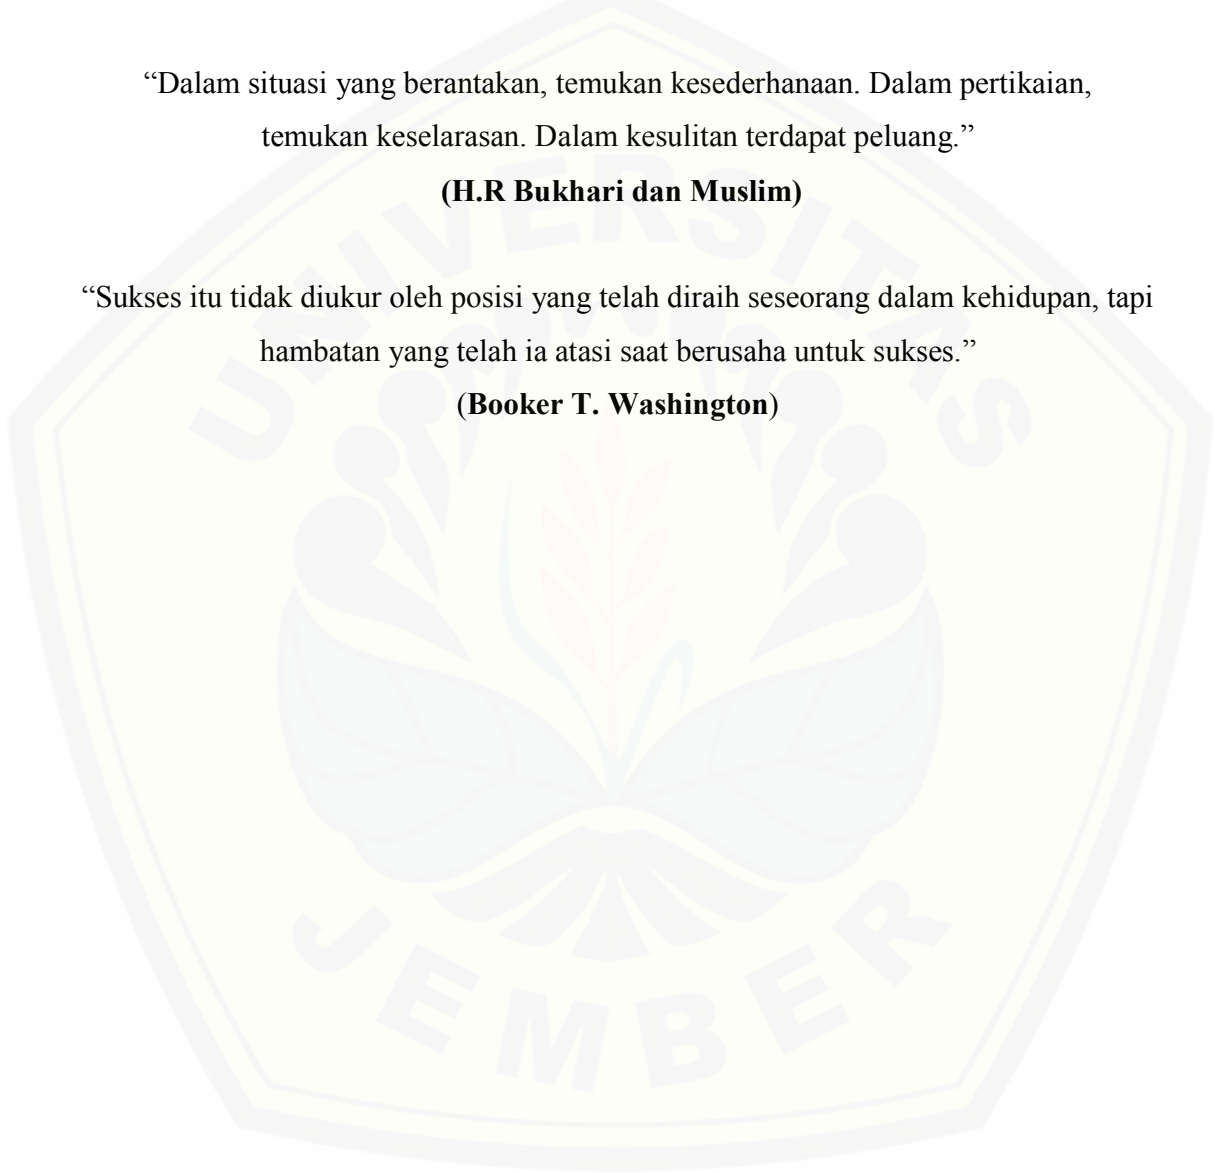 “Dalam situasi yang berantakan, temukan kesederhanaan. Dalam pertikaian,
temukan keselarasan. Dalam kesulitan terdapat peluang.”
(H.R Bukhari dan Muslim)
“Sukses itu tidak diukur oleh posisi yang telah diraih seseorang dalam kehidupan, tapi
hambatan yang telah ia atasi saat berusaha untuk sukses.”
(Booker T. Washington)
UNIVERSITAS
JEMBER